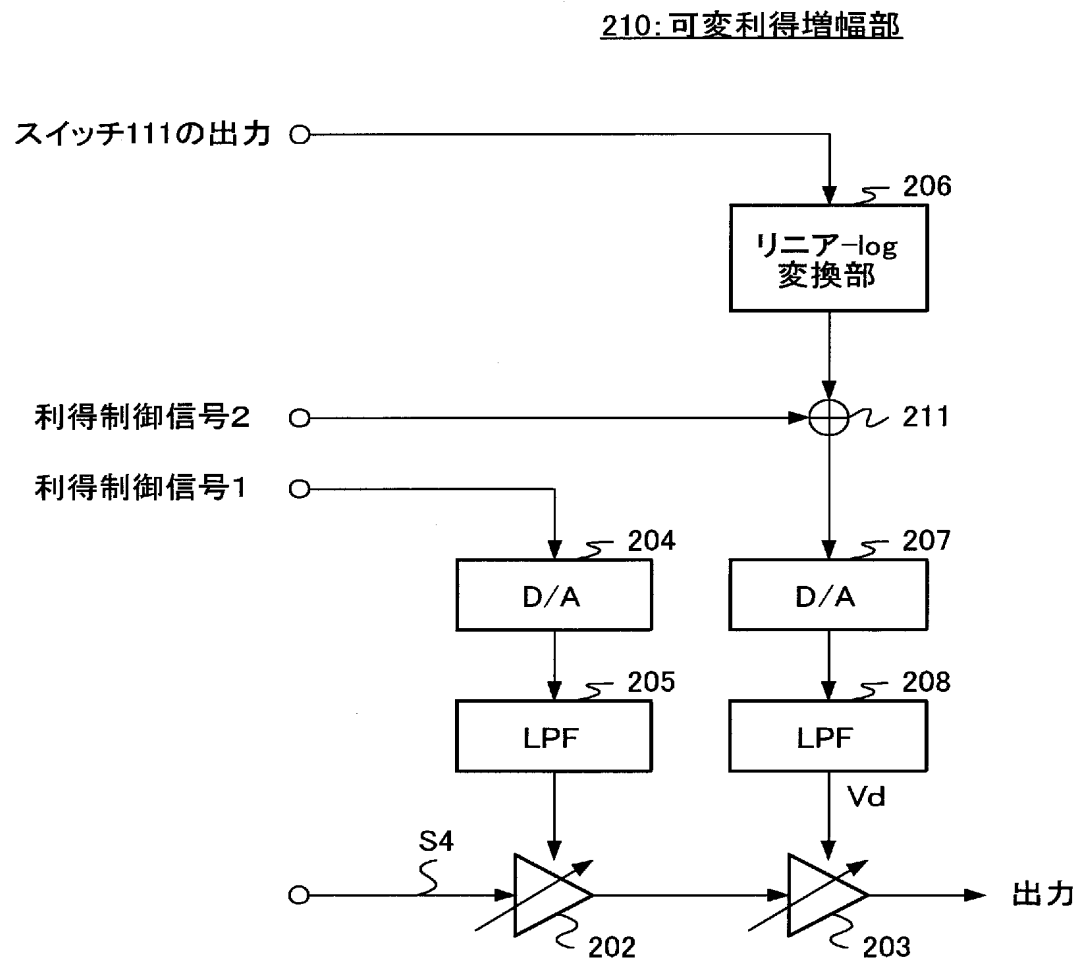 210:可変利得増幅部
スイッチ111の出力
206
リニア-log
変換部
利得制御信号2
211
利得制御信号1
204
207
D/A
D/A
205
208
LPF
LPF
Vd
S4
出力
202
203